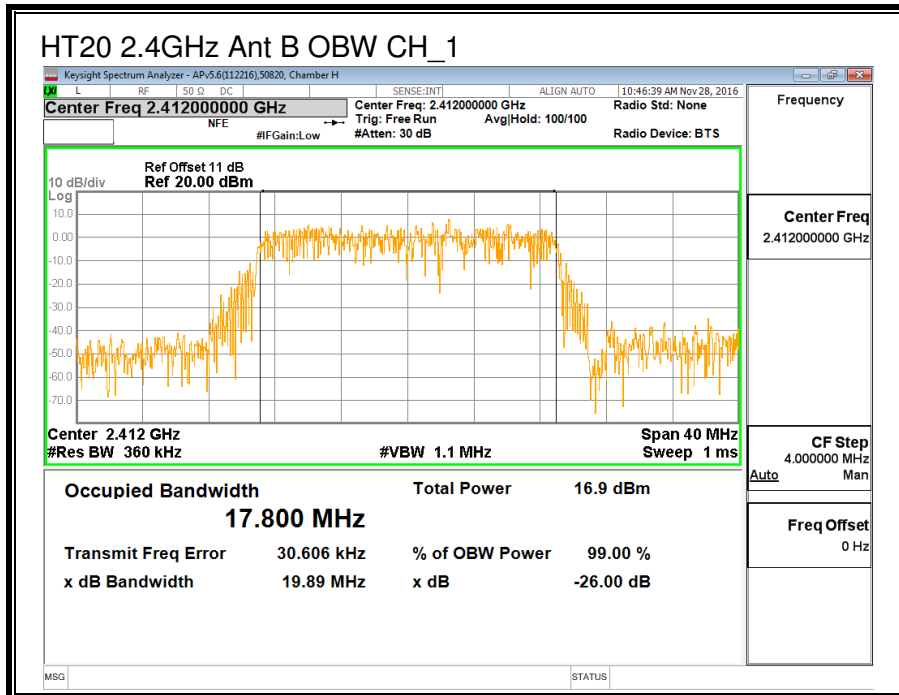 HT20 2.4GHz Ant B OBW CH_1
Keysight Spectrum Analyzer - APv5.6(112216),50820, Chamber H
LXI L RF 50 Ω DC SENSE:INT ALIGN AUTO 10:46:39 AM Nov 28, 2016
Center Freq 2.412000000 GHz
NFE
#IFGain:Low
Center Freq: 2.412000000 GHz
Trig: Free Run Avg|Hold: 100/100
#Atten: 30 dB
Radio Std: None
Radio Device: BTS
Frequency
Ref Offset 11 dB
10 dB/div Ref 20.00 dBm
Log
10.0
0.00
-10.0
-20.0
-30.0
-40.0
-50.0
-60.0
-70.0
Center 2.412 GHz Span 40 MHz
#Res BW 360 kHz #VBW 1.1 MHz Sweep 1 ms
Occupied Bandwidth Total Power 16.9 dBm
17.800 MHz
Transmit Freq Error 30.606 kHz % of OBW Power 99.00 %
x dB Bandwidth 19.89 MHz x dB -26.00 dB
Center Freq
2.412000000 GHz
CF Step
4.000000 MHz
Auto Man
Freq Offset
0 Hz
MSG STATUS